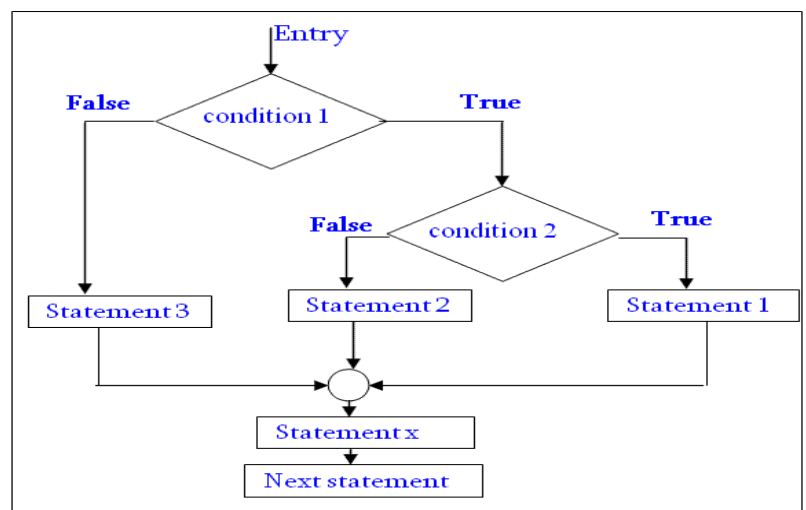 Entry
False
True
condition 1
False
True
condition 2
Statement 3
Statement 2
Statement 1
Statement x
Next statement